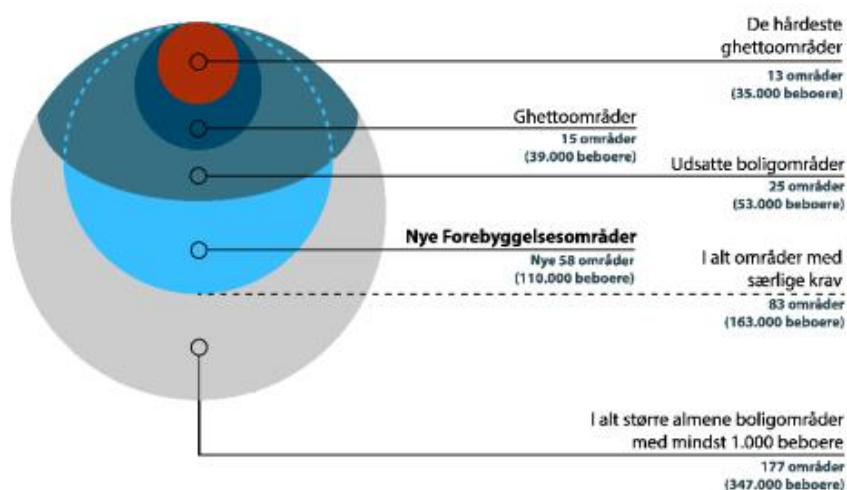 De hårdeste
ghettoområder
13 områder
(35.000 beboere)
Ghettoområder
15 områder
(39.000 beboere)
Udsatte boligområder
25 områder
(53.000 beboere)
Nye Forebyggelsesområder
Nye 58 områder
(110.000 beboere)
I alt områder med
særlige krav
83 områder
(163.000 beboere)
I alt større almene boligområder
med mindst 1.000 beboere
177 områder
(347.000 beboere)